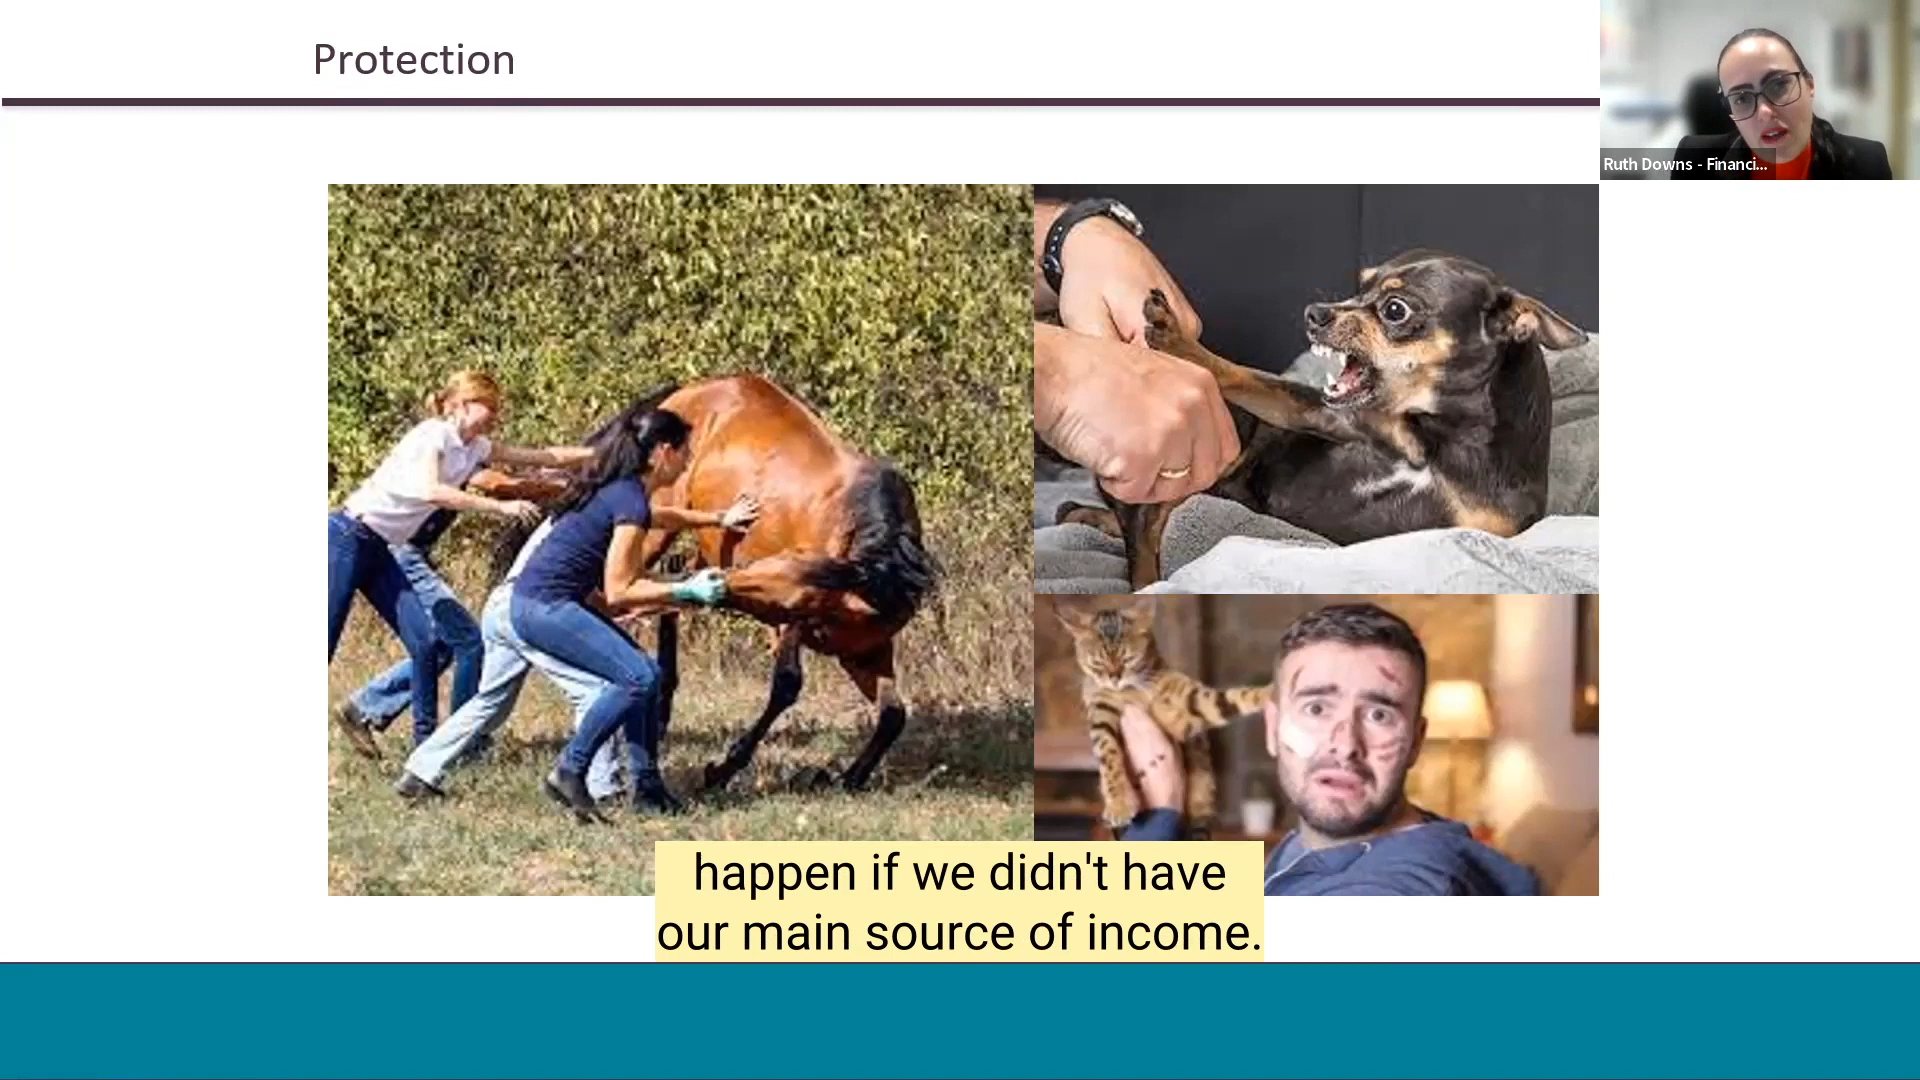 Protection
Ruth Downs - Financi...
happen if we didn't have
our main source of income.